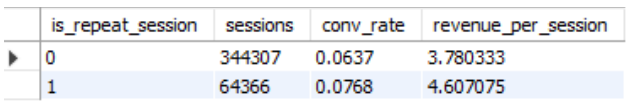 is_repeat_session sessions conv_rate revenue_per_session
0 344307 0.0637 3.780333
1 64366 0.0768 4.607075